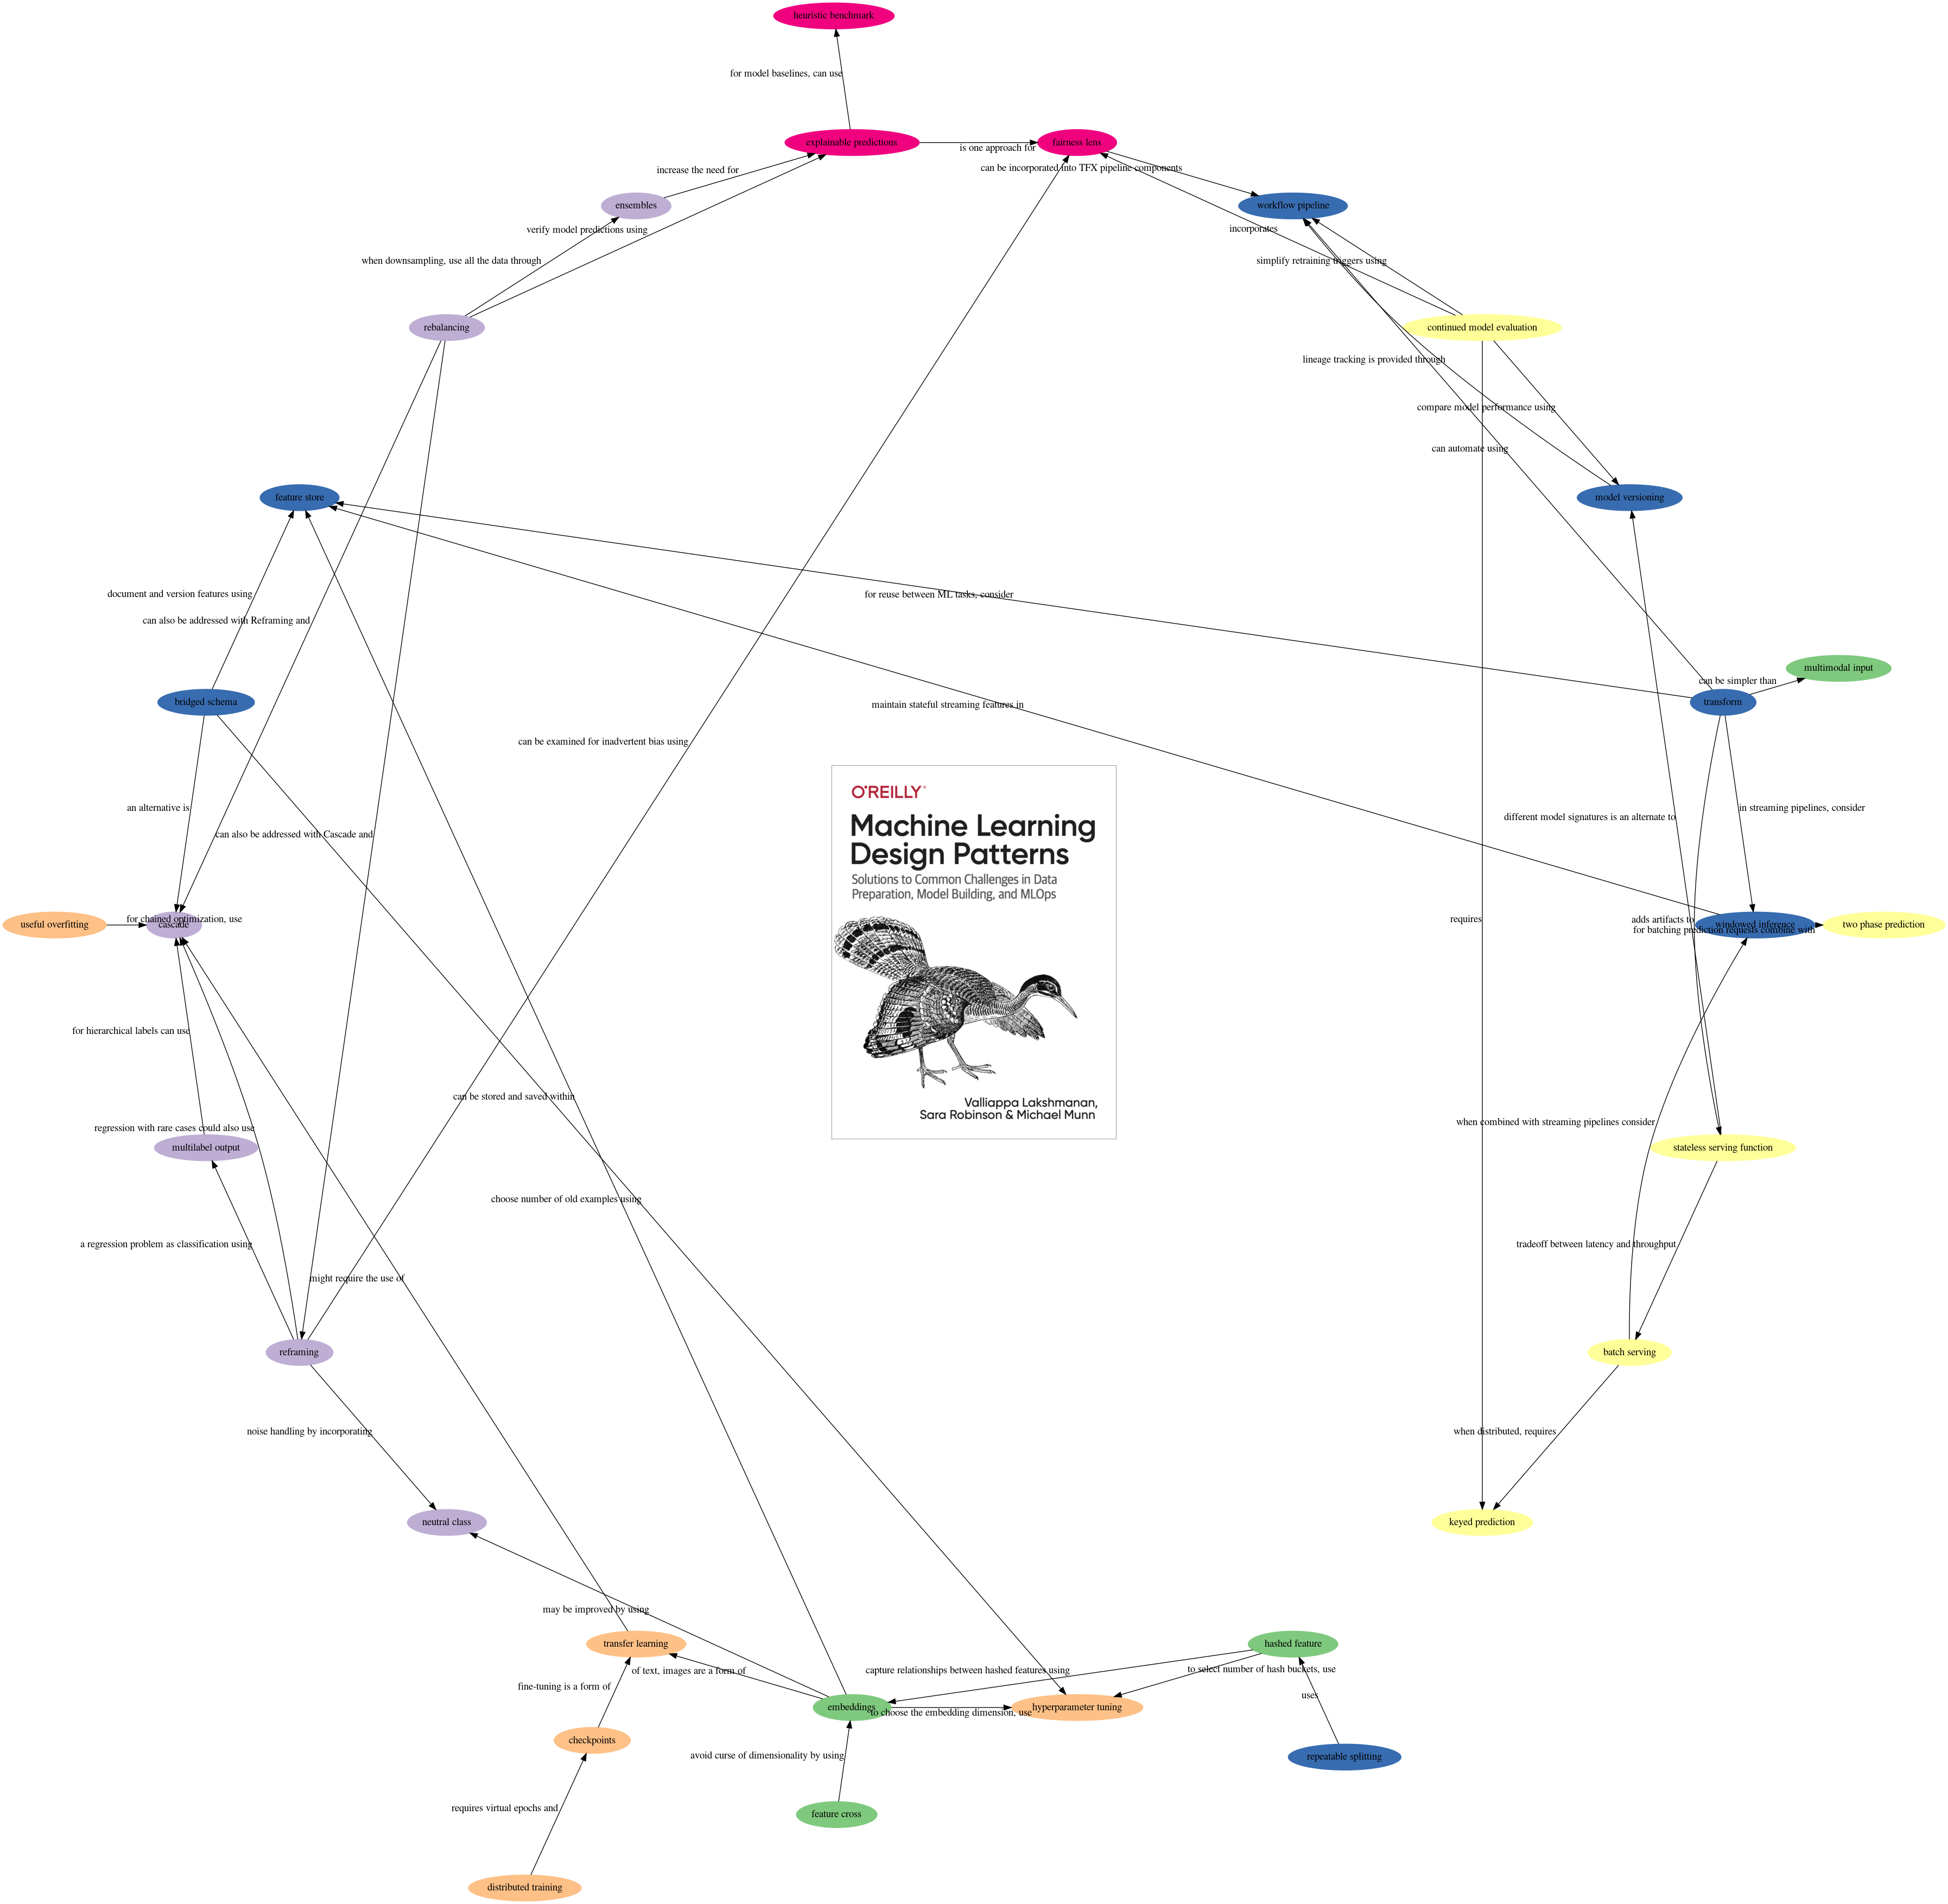 heuristic benchmark
for model baselines, can use
explainable predictions
is one approach for
fairness lens
can be incorporated into TFX pipeline components
increase the need for
ensembles
workflow pipeline
verify model predictions using
incorporates
when downsampling, use all the data through
simplify retraining triggers using
rebalancing
continued model evaluation
lineage tracking is provided through
compare model performance using
can automate using
feature store
model versioning
document and version features using
for reuse between ML tasks, consider
can also be addressed with Reframing and
multimodal input
can be simpler than
bridged schema
maintain stateful streaming features in
transform
can be examined for inadvertent bias using
O'REILLY®
an alternative is
in streaming pipelines, consider
different model signatures is an alternate to
Machine Learning
Design Patterns
can also be addressed with Cascade and
Solutions to Common Challenges in Data
Preparation, Model Building, and MLOps
useful overfitting
for chained optimization, use
cascade
requires
adds artifacts to
windowed inference
two phase prediction
for batching prediction requests combine with
for hierarchical labels can use
can be stored and saved within
Valliappa Lakshmanan,
Sara Robinson & Michael Munn
regression with rare cases could also use
when combined with streaming pipelines consider
multilabel output
stateless serving function
choose number of old examples using
a regression problem as classification using
tradeoff between latency and throughput
might require the use of
reframing
batch serving
noise handling by incorporating
when distributed, requires
neutral class
keyed prediction
may be improved by using
transfer learning
hashed feature
of text, images are a form of
capture relationships between hashed features using
to select number of hash buckets, use
fine-tuning is a form of
uses
embeddings
to choose the embedding dimension, use
hyperparameter tuning
checkpoints
avoid curse of dimensionality by using
repeatable splitting
requires virtual epochs and
feature cross
distributed training